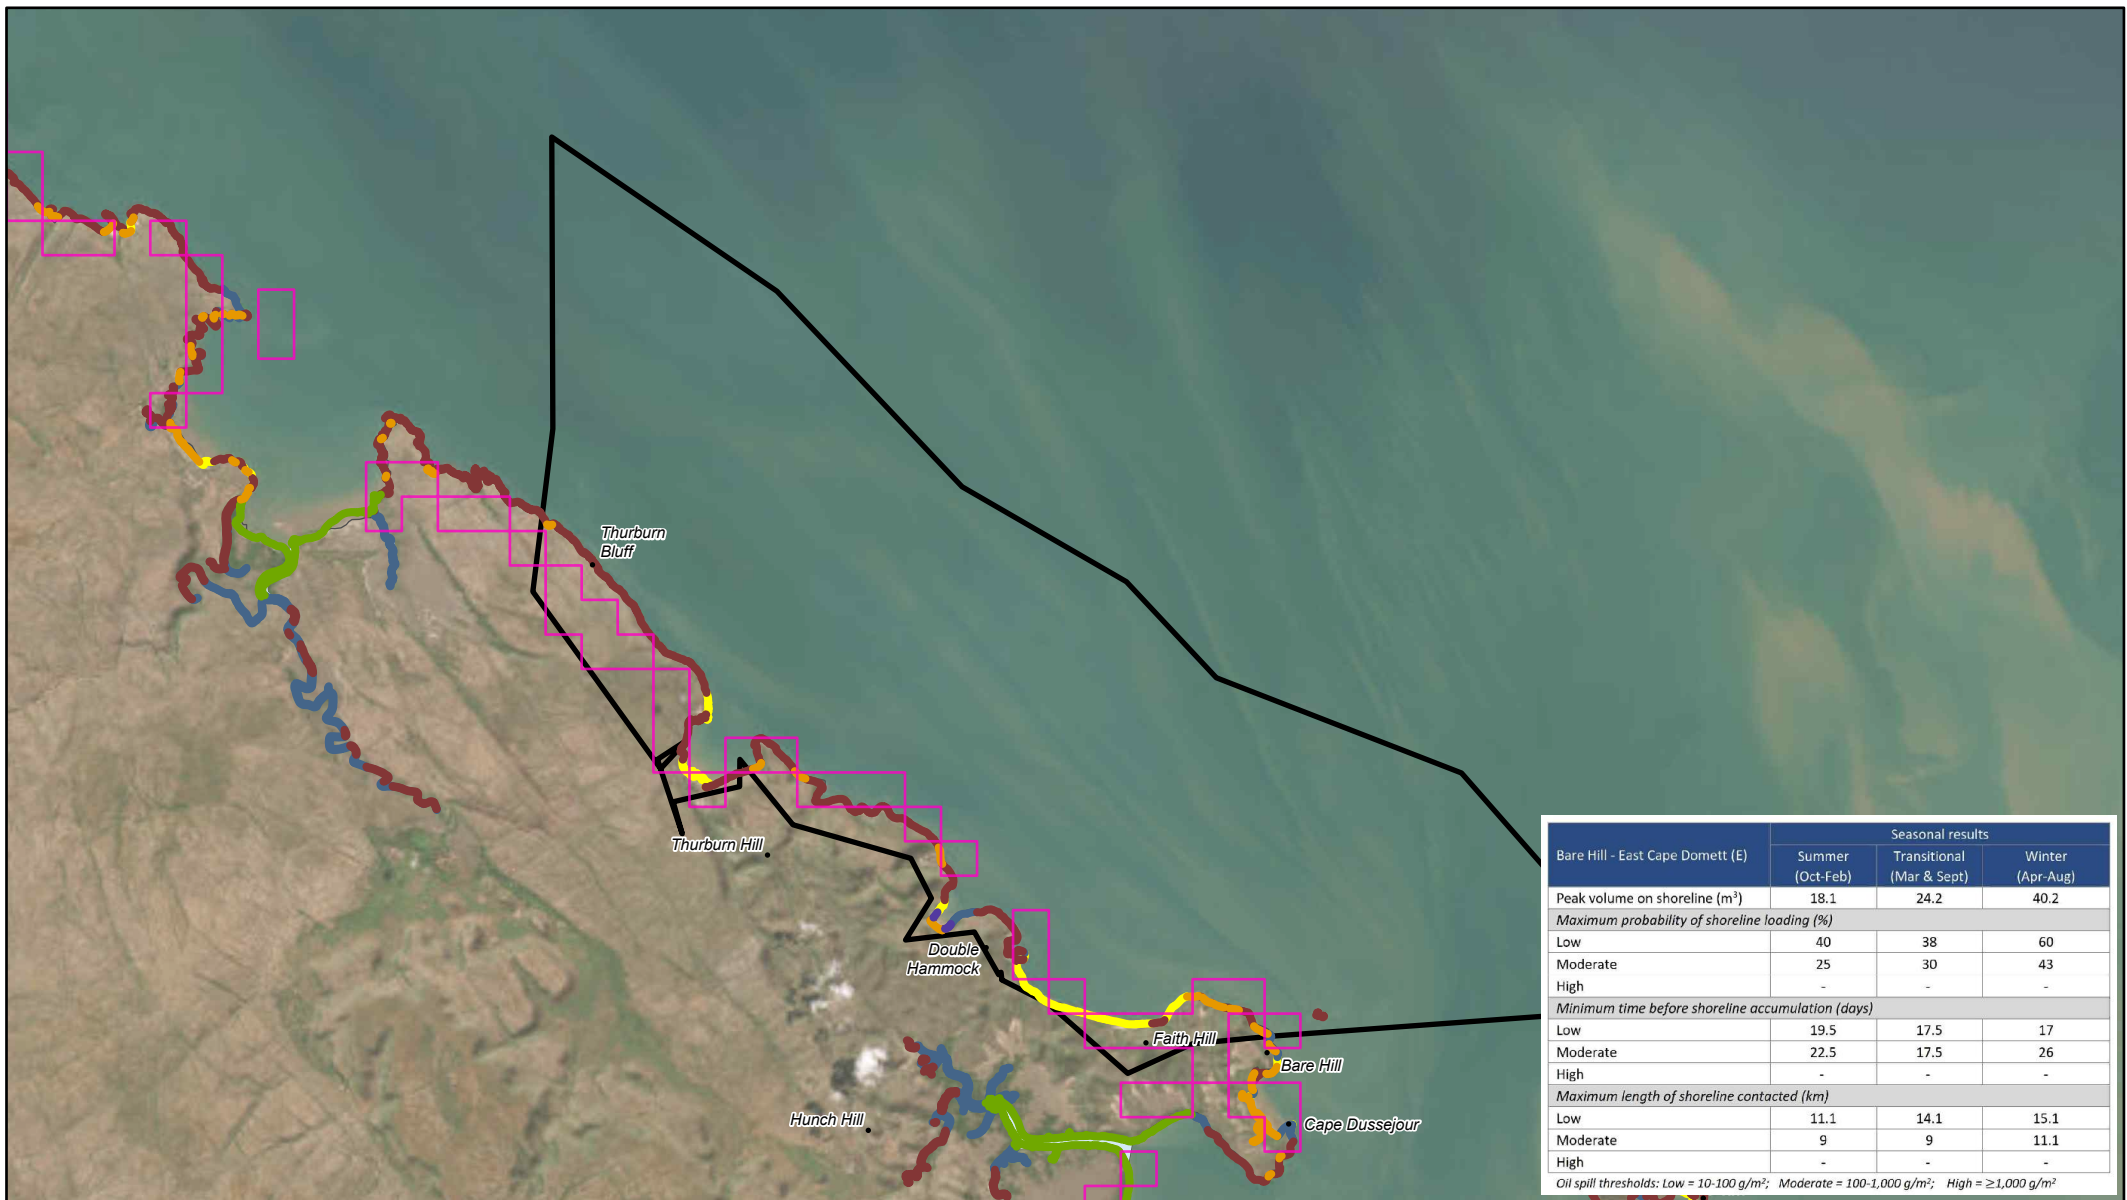 Thurburn
Bluff
Thurburn Hill
Double
Hammock
Faith Hill
Bare Hill
Hunch Hill
Cape Dussejour
Bare Hill - East Cape Domett (E) Seasonal results
Summer (Oct-Feb) Transitional (Mar & Sept) Winter (Apr-Aug)
Peak volume on shoreline (m³) 18.1 24.2 40.2
Maximum probability of shoreline loading (%)
Low 40 38 60
Moderate 25 30 43
High - - -
Minimum time before shoreline accumulation (days)
Low 19.5 17.5 17
Moderate 22.5 17.5 26
High - - -
Maximum length of shoreline contacted (km)
Low 11.1 14.1 15.1
Moderate 9 9 11.1
High - - -
Oil spill thresholds: Low = 10-100 g/m²; Moderate = 100-1,000 g/m²; High = ≥1,000 g/m²